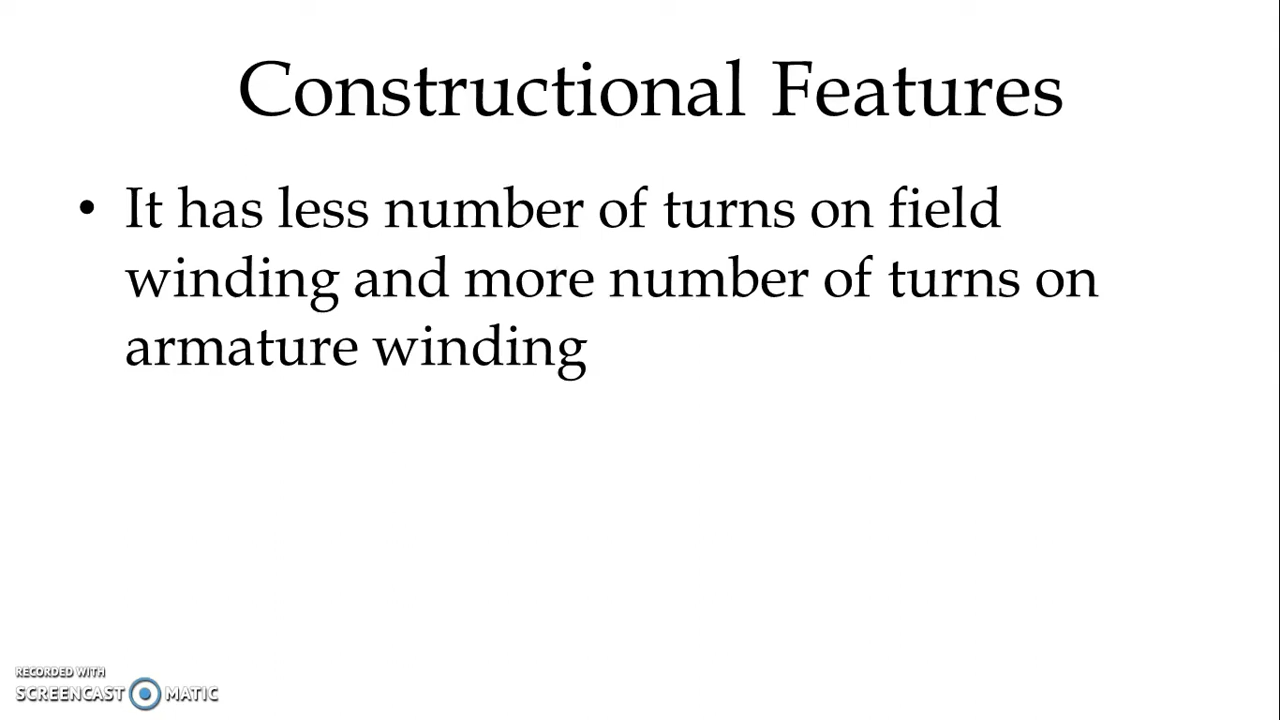 Constructional Features
• It has less number of turns on field
winding and more number of turns on
armature winding
RECORDED WITH
SCREENCAST MATIC